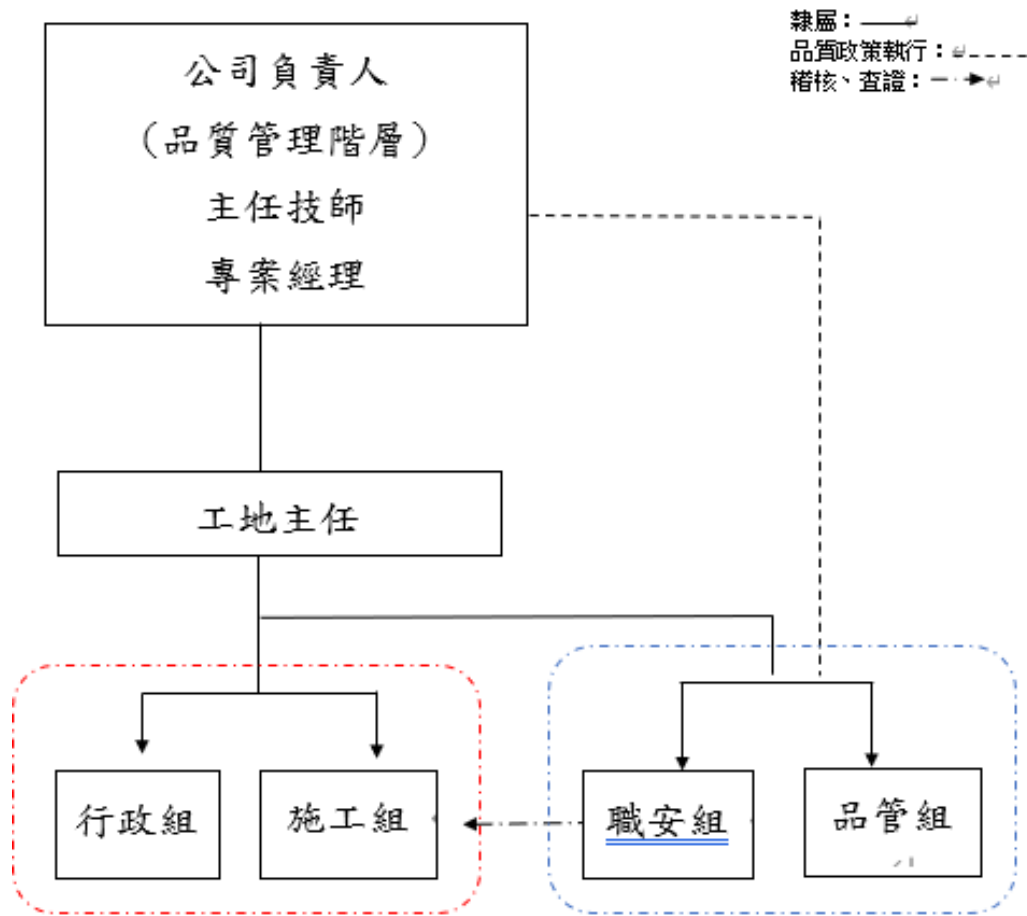 隸屬：
品質政策執行：
稽核、查證：
公司負責人
（品質管理階層）
主任技師
專案經理
工地主任
行政組
施工組
職安組
品管組